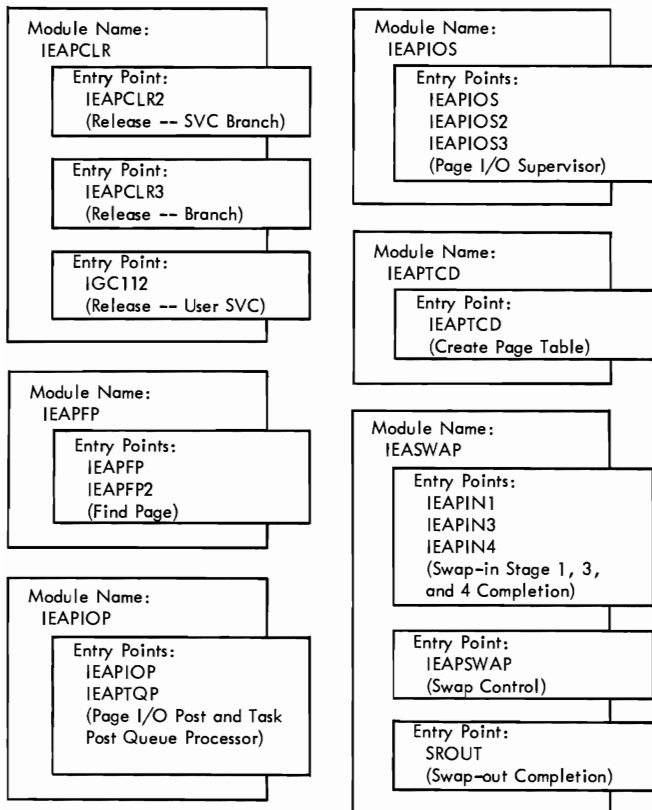 Module Name:
IEAPCLR
Entry Point:
IEAPCLR2
(Release -- SVC Branch)
Entry Point:
IEAPCLR3
(Release -- Branch)
Entry Point:
IGC112
(Release -- User SVC)
Module Name:
IEAPFP
Entry Points:
IEAPFP
IEAPFP2
(Find Page)
Module Name:
IEAPIOP
Entry Points:
IEAPIOP
IEAPTQP
(Page I/O Post and Task
Post Queue Processor)
Module Name:
IEAPIOS
Entry Points:
IEAPIOS
IEAPIOS2
IEAPIOS3
(Page I/O Supervisor)
Module Name:
IEAPTCD
Entry Point:
IEAPTCD
(Create Page Table)
Module Name:
IEASWAP
Entry Points:
IEAPIN1
IEAPIN3
IEAPIN4
(Swap-in Stage 1, 3,
and 4 Completion)
Entry Point:
IEAPSWAP
(Swap Control)
Entry Point:
SROUT
(Swap-out Completion)